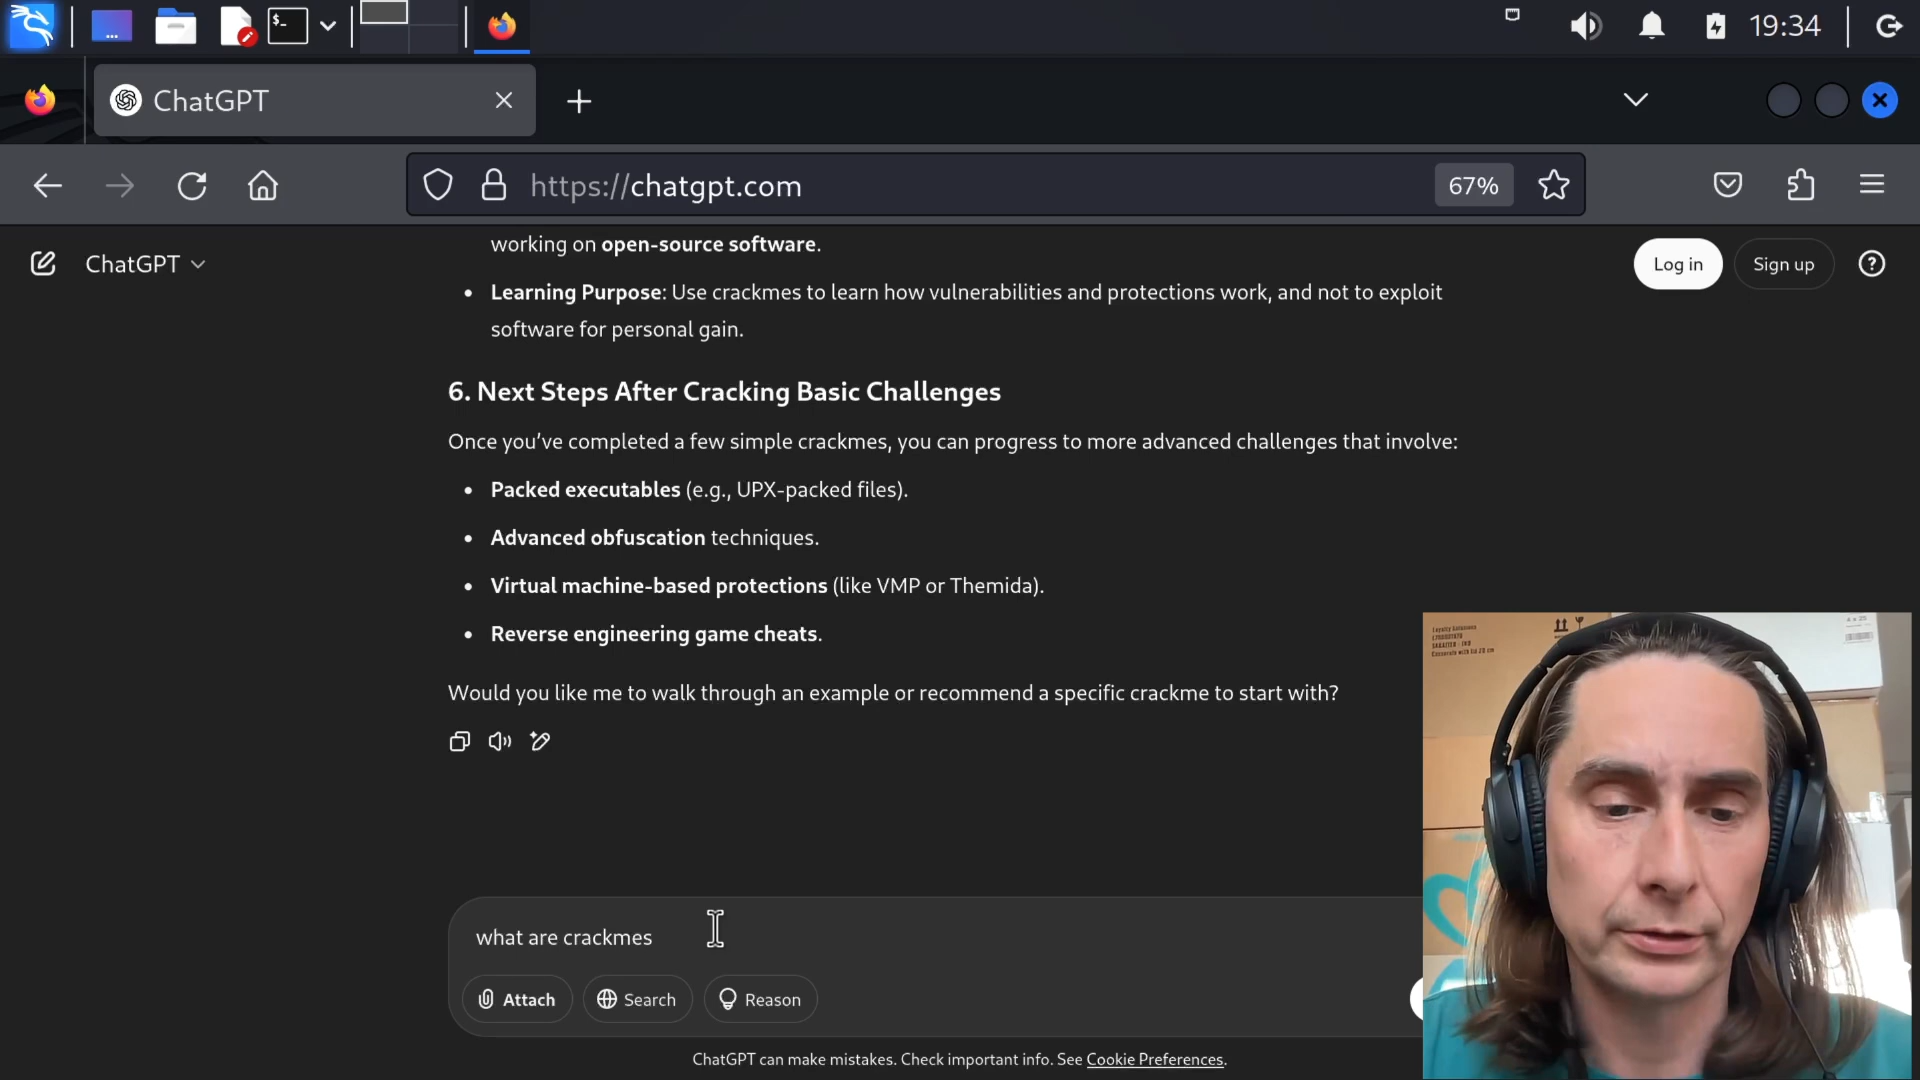 $-
...
19:34
ChatGPT
https://chatgpt.com
67%
ChatGPT
Log in
Sign up
working on open-source software.
• Learning Purpose: Use crackmes to learn how vulnerabilities and protections work, and not to exploit
software for personal gain.
6. Next Steps After Cracking Basic Challenges
Once you’ve completed a few simple crackmes, you can progress to more advanced challenges that involve:
• Packed executables (e.g., UPX-packed files).
• Advanced obfuscation techniques.
• Virtual machine-based protections (like VMP or Themida).
• Reverse engineering game cheats.
Would you like me to walk through an example or recommend a specific crackme to start with?
what are crackmes
Attach
Search
Reason
ChatGPT can make mistakes. Check important info. See Cookie Preferences.
4 x 25